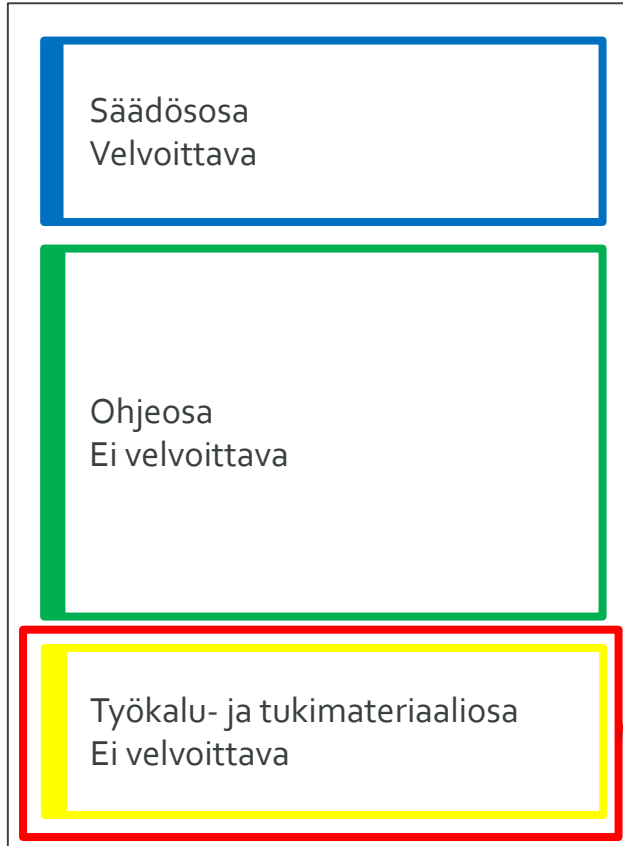 Säädösosa
Velvoittava
Ohjeosa
Ei velvoittava
Työkalu- ja tukimateriaaliosa
Ei velvoittava